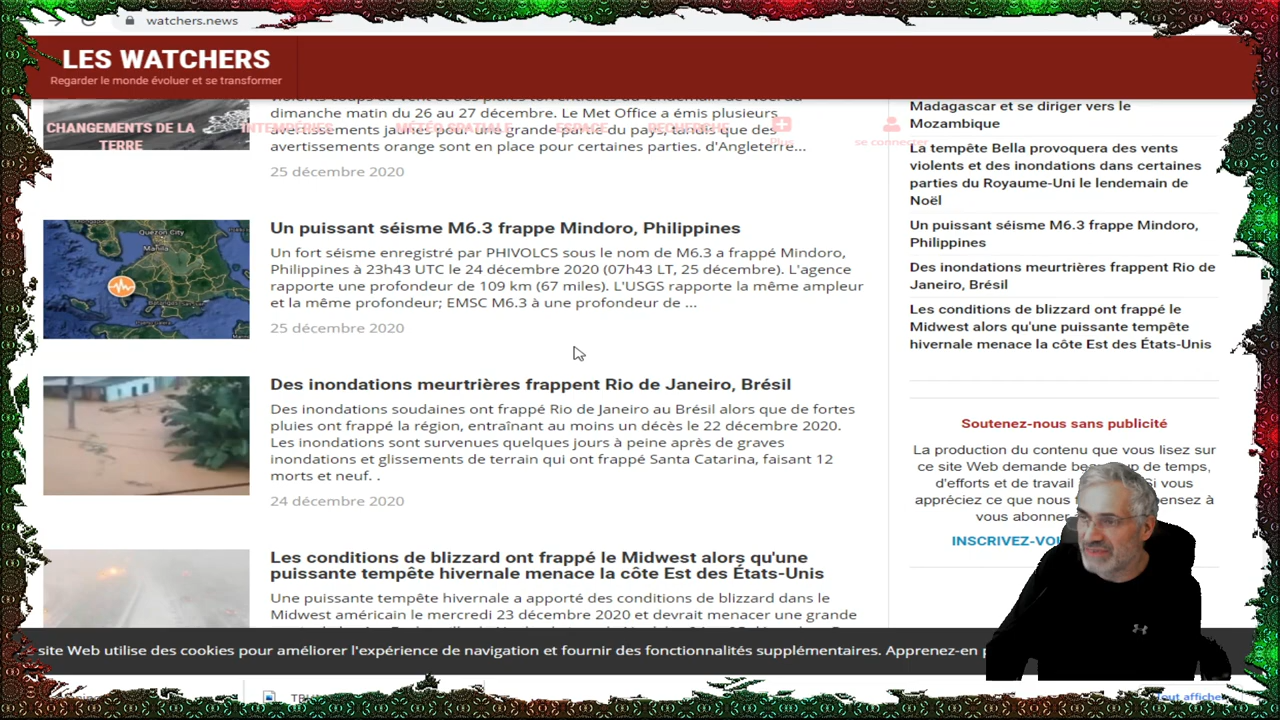 watchers.news
LES WATCHERS
Regarder le monde évoluer et se transformer
CHANGEMENTS DE LA
TERRE
INTEMPÉRIES
MÉTÉO SPATIALE
ESPACE
RECHERCHE
Plus
se connecter
violents coups de vent et des pluies torrentielles au lendemain de Noël du
dimanche matin du 26 au 27 décembre. Le Met Office a émis plusieurs
avertissements jaunes pour une grande partie du pays, tandis que des
avertissements orange sont en place pour certaines parties. d'Angleterre...
25 décembre 2020
Quezon City
Manila
Batangas
Un puissant séisme M6.3 frappe Mindoro, Philippines
Un fort séisme enregistré par PHIVOLCS sous le nom de M6.3 a frappé Mindoro,
Philippines à 23h43 UTC le 24 décembre 2020 (07h43 LT, 25 décembre). L'agence
rapporte une profondeur de 109 km (67 miles). L'USGS rapporte la même ampleur
et la même profondeur; EMSC M6.3 à une profondeur de ...
25 décembre 2020
Des inondations meurtrières frappent Rio de Janeiro, Brésil
Des inondations soudaines ont frappé Rio de Janeiro au Brésil alors que de fortes
pluies ont frappé la région, entraînant au moins un décès le 22 décembre 2020.
Les inondations sont survenues quelques jours à peine après de graves
inondations et glissements de terrain qui ont frappé Santa Catarina, faisant 12
morts et neuf. .
24 décembre 2020
Les conditions de blizzard ont frappé le Midwest alors qu'une
puissante tempête hivernale menace la côte Est des États-Unis
Une puissante tempête hivernale a apporté des conditions de blizzard dans le
Midwest américain le mercredi 23 décembre 2020 et devrait menacer une grande
Madagascar et se diriger vers le
Mozambique
La tempête Bella provoquera des vents
violents et des inondations dans certaines
parties du Royaume-Uni le lendemain de
Noël
Un puissant séisme M6.3 frappe Mindoro,
Philippines
Des inondations meurtrières frappent Rio de
Janeiro, Brésil
Les conditions de blizzard ont frappé le
Midwest alors qu'une puissante tempête
hivernale menace la côte Est des États-Unis
Soutenez-nous sans publicité
La production du contenu que vous lisez sur
ce site Web demande de temps,
d'efforts et de travail
appréciez ce que nous pensez à
vous abonner
site Web utilise des cookies pour améliorer l'expérience de navigation et fournir des fonctionnalités supplémentaires. Apprenez-en
tout affiche